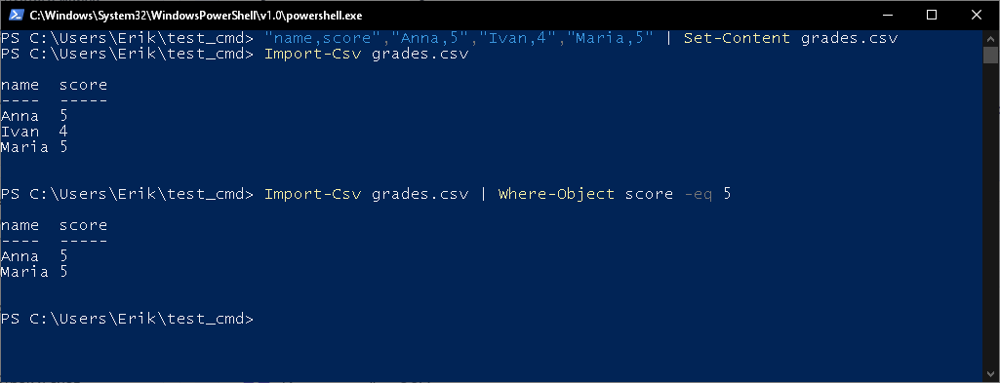 C:\Windows\System32\WindowsPowerShell\v1.0\powershell.exe
PS C:\Users\Erik\test_cmd> "name,score","Anna,5","Ivan,4","Maria,5" | Set-Content grades.csv
PS C:\Users\Erik\test_cmd> Import-Csv grades.csv
name  score
----  -----
Anna  5
Ivan  4
Maria 5
PS C:\Users\Erik\test_cmd> Import-Csv grades.csv | Where-Object score -eq 5
name  score
----  -----
Anna  5
Maria 5
PS C:\Users\Erik\test_cmd>